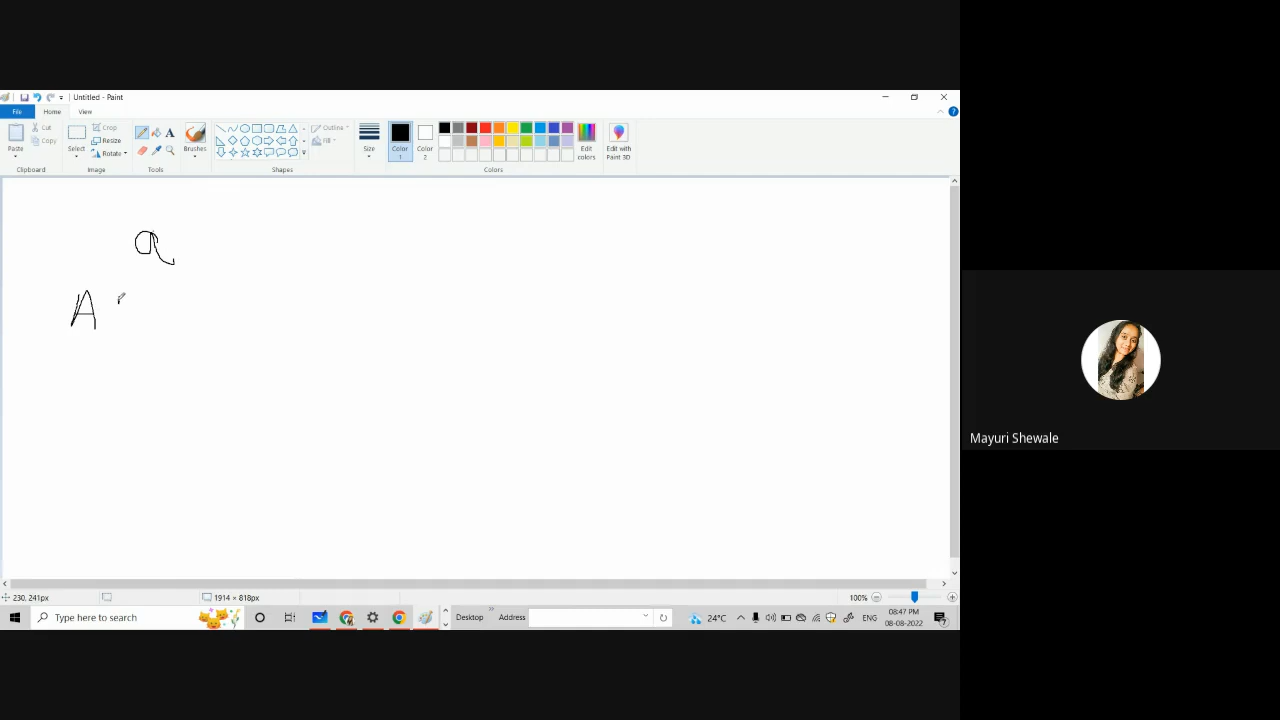 Untitled - Paint
File Home View
Cut
Copy
Paste
Clipboard
Select
Crop
Resize
Rotate
Image
A
Tools
Brushes
Outline
Fill
Shapes
Size
Color 1
Color 2
Edit colors
Colors
Edit with Paint 3D
a
A
Mayuri Shewale
230, 241px
1914 × 818px
100%
Type here to search
Desktop
Address
24°C
ENG
08:47 PM
08-08-2022